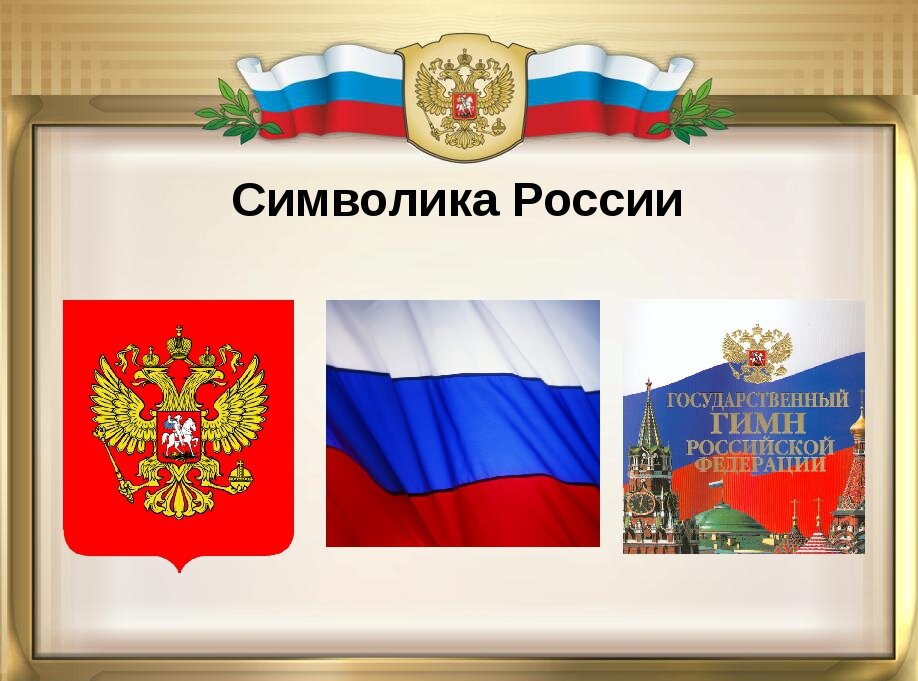 Символика России
ГОСУДАРСТВЕННЫЙ
ГИМН
РОССИЙСКОЙ
ФЕДЕРАЦИИ